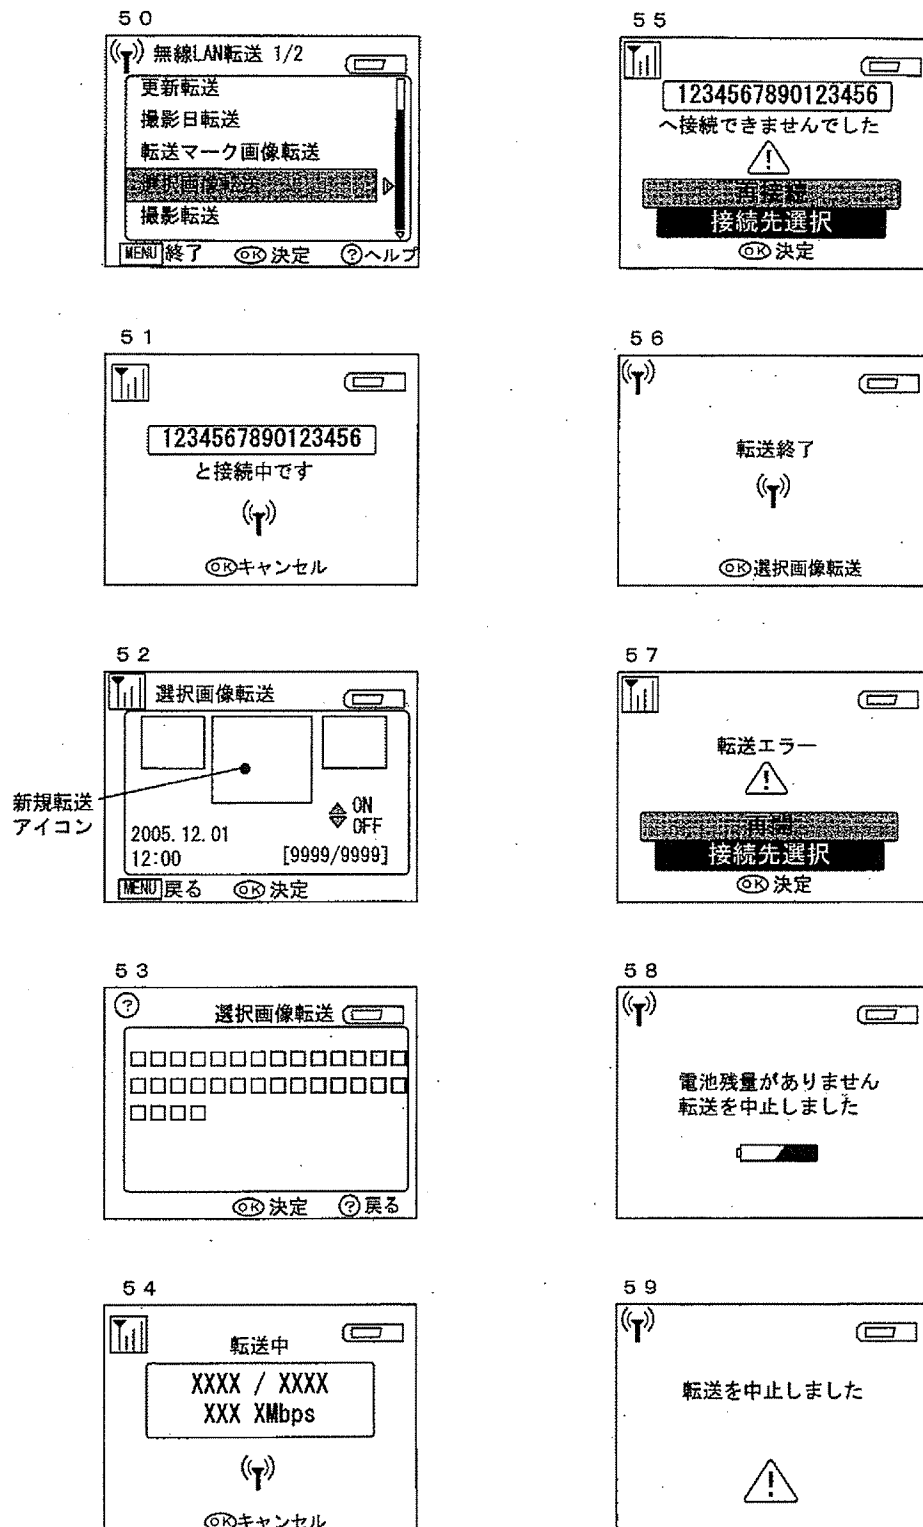 50
無線LAN転送 1/2
更新転送
撮影日転送
転送マーク画像転送
選択画像転送
撮影転送
MENU 終了 OK 決定 ? ヘルプ
51
1234567890123456
と接続中です
OK キャンセル
52
選択画像転送
新規転送
アイコン
ON
OFF
2005.12.01
12:00 [9999/9999]
MENU 戻る OK 決定
53
? 選択画像転送
□□□□□□□□□□□□□□
□□□□□□□□□□□□□□
□□□□
OK 決定 ? 戻る
54
転送中
XXXX / XXXX
XXX XMbps
OK キャンセル
55
1234567890123456
へ接続できませんでした
再接続
接続先選択
OK 決定
56
転送終了
OK 選択画像転送
57
転送エラー
再開
接続先選択
OK 決定
58
電池残量がありません
転送を中止しました
59
転送を中止しました